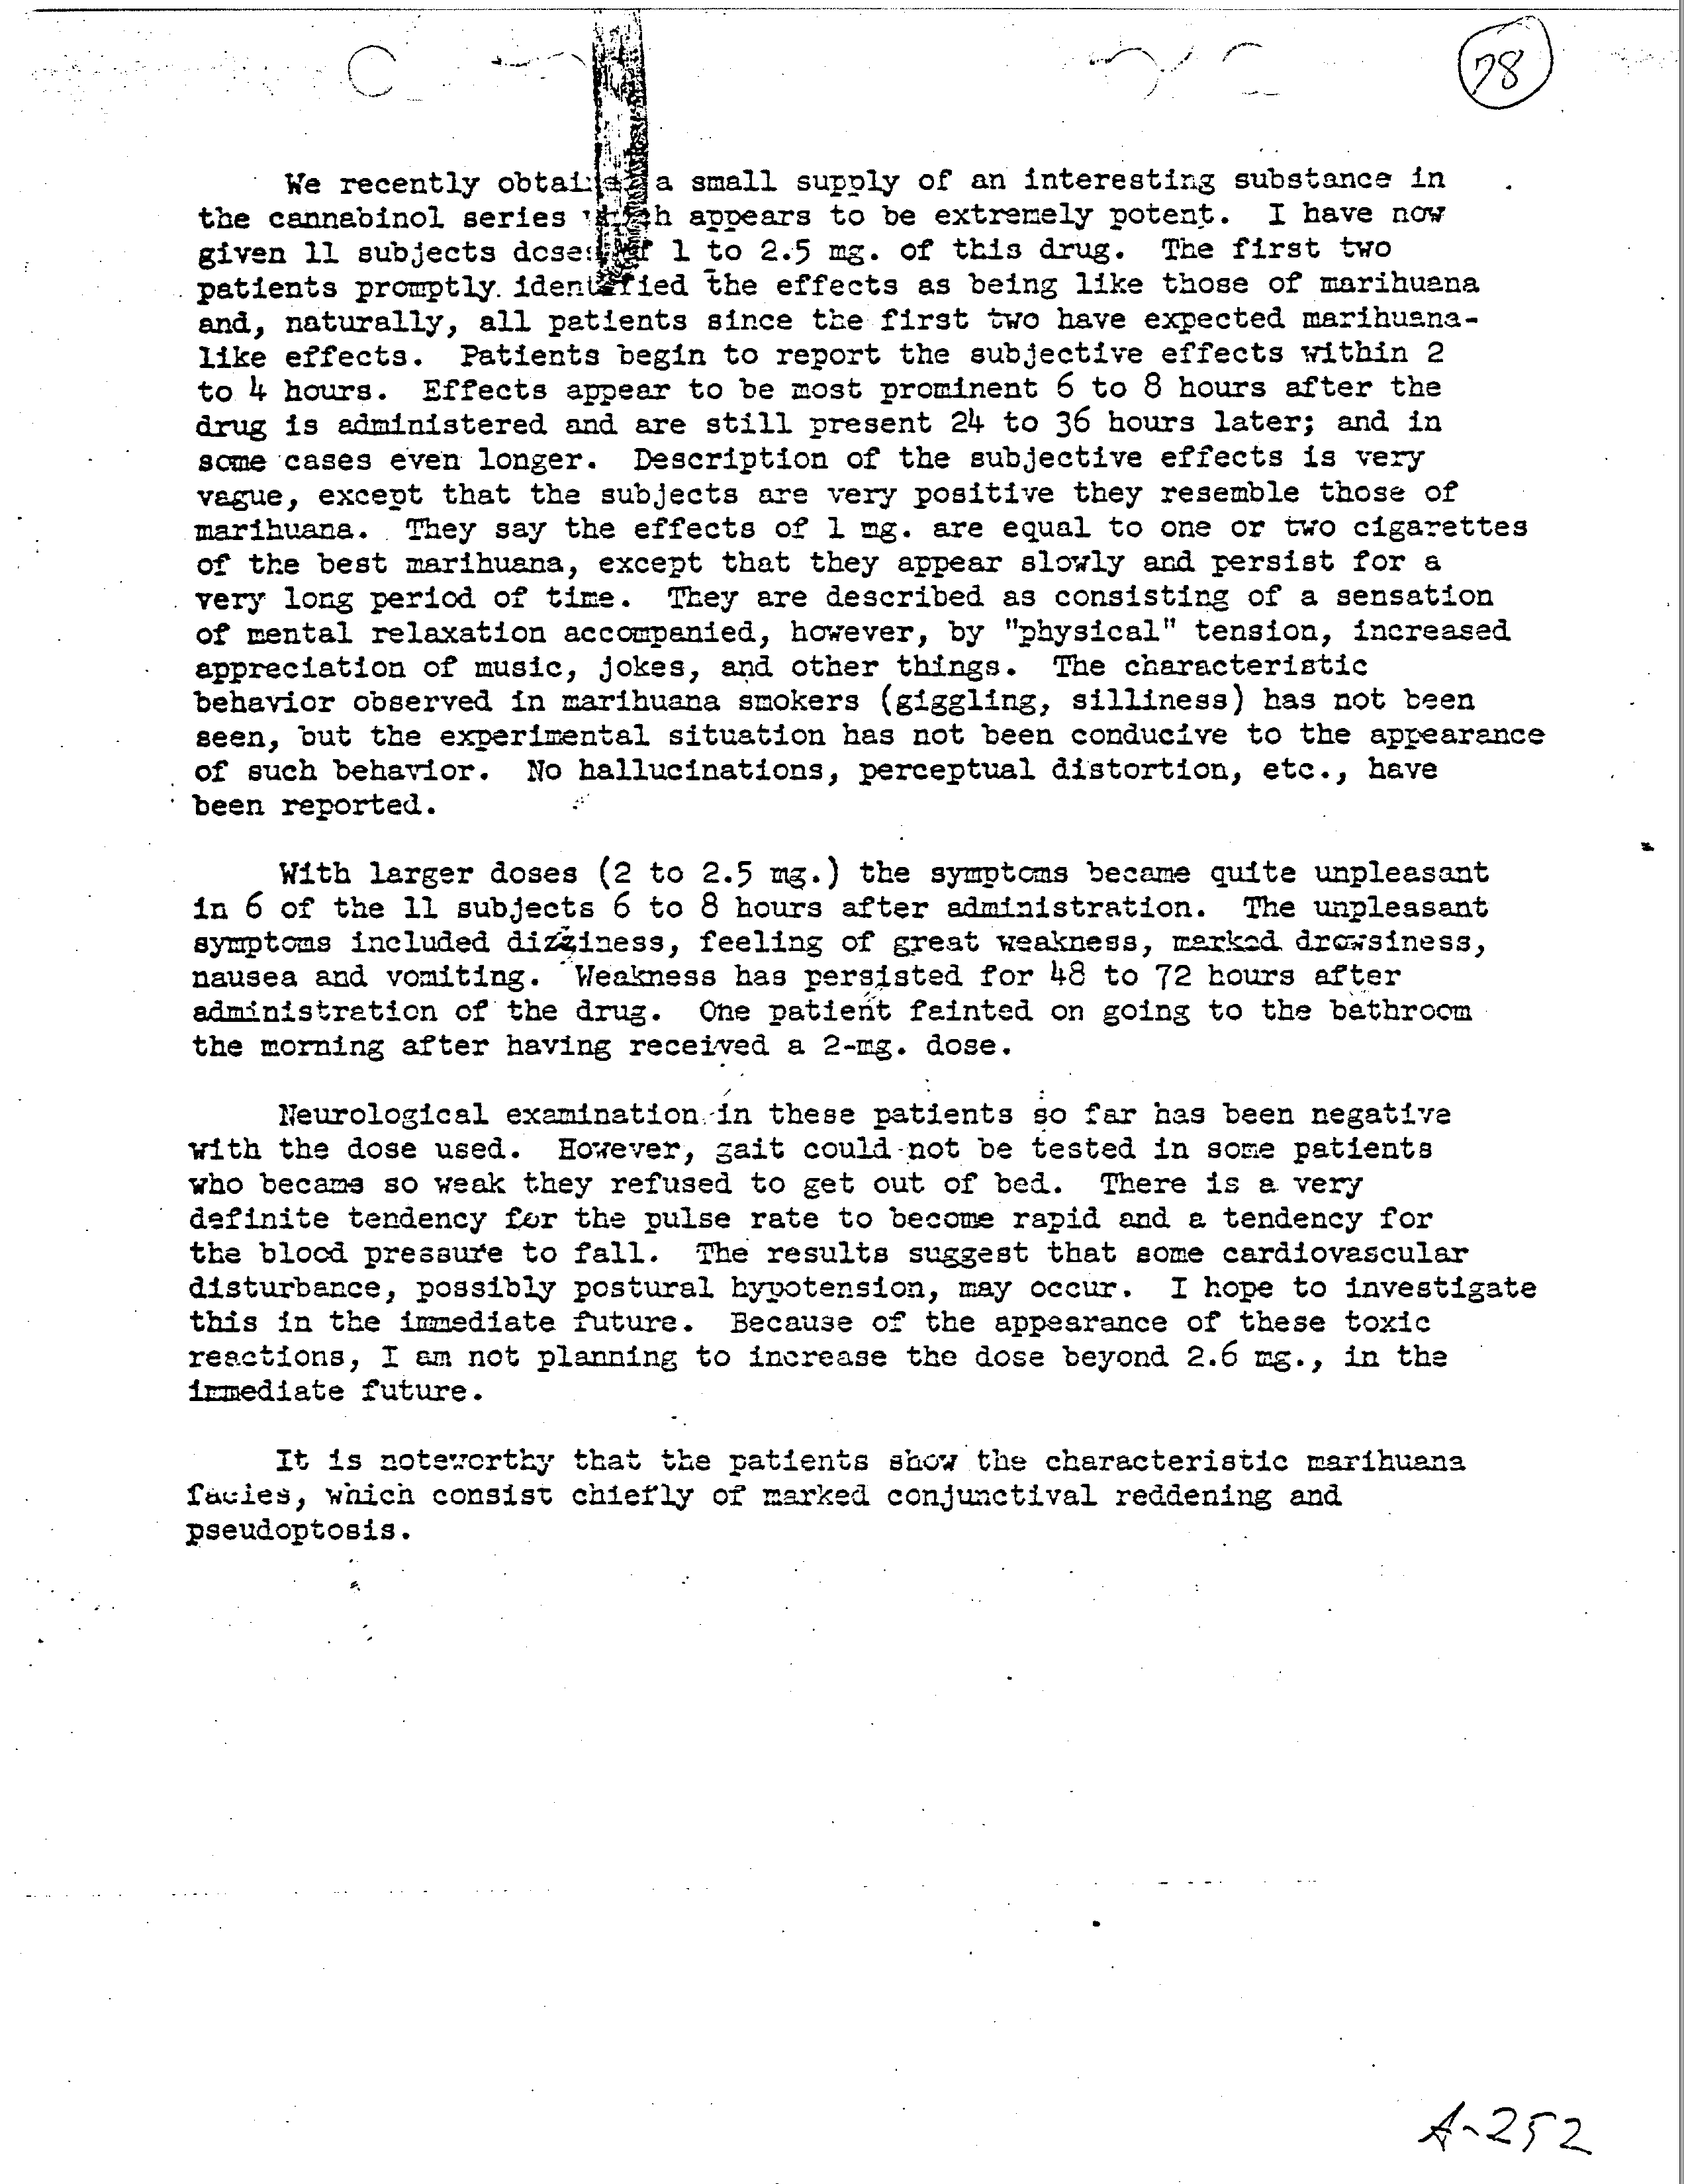 78
We recently obtained a small supply of an interesting substance in
the cannabinol series which appears to be extremely potent. I have now
given 11 subjects doses of 1 to 2.5 mg. of this drug. The first two
patients promptly identified the effects as being like those of marihuana
and, naturally, all patients since the first two have expected marihuana-
like effects. Patients begin to report the subjective effects within 2
to 4 hours. Effects appear to be most prominent 6 to 8 hours after the
drug is administered and are still present 24 to 36 hours later; and in
some cases even longer. Description of the subjective effects is very
vague, except that the subjects are very positive they resemble those of
marihuana. They say the effects of 1 mg. are equal to one or two cigarettes
of the best marihuana, except that they appear slowly and persist for a
very long period of time. They are described as consisting of a sensation
of mental relaxation accompanied, however, by "physical" tension, increased
appreciation of music, jokes, and other things. The characteristic
behavior observed in marihuana smokers (giggling, silliness) has not been
seen, but the experimental situation has not been conducive to the appearance
of such behavior. No hallucinations, perceptual distortion, etc., have
been reported.
With larger doses (2 to 2.5 mg.) the symptoms became quite unpleasant
in 6 of the 11 subjects 6 to 8 hours after administration. The unpleasant
symptoms included dizziness, feeling of great weakness, marked drowsiness,
nausea and vomiting. Weakness has persisted for 48 to 72 hours after
administration of the drug. One patient fainted on going to the bathroom
the morning after having received a 2-mg. dose.
Neurological examination in these patients so far has been negative
with the dose used. However, gait could not be tested in some patients
who became so weak they refused to get out of bed. There is a very
definite tendency for the pulse rate to become rapid and a tendency for
the blood pressure to fall. The results suggest that some cardiovascular
disturbance, possibly postural hypotension, may occur. I hope to investigate
this in the immediate future. Because of the appearance of these toxic
reactions, I am not planning to increase the dose beyond 2.6 mg., in the
immediate future.
It is noteworthy that the patients show the characteristic marihuana
facies, which consist chiefly of marked conjunctival reddening and
pseudoptosis.
A-252